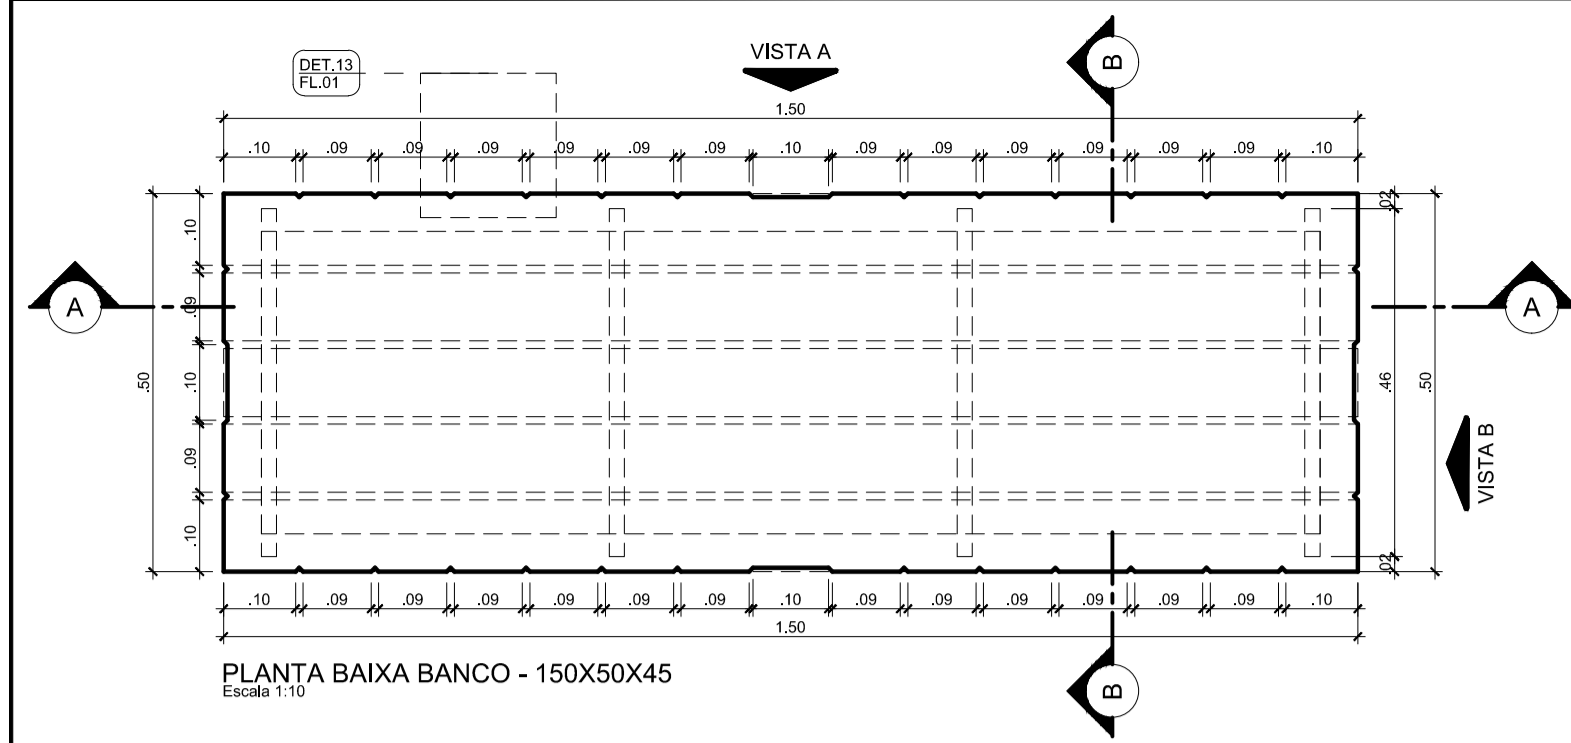 DET.13
FL.01
VISTA A
B
1.50
.10 .09 .09 .09 .09 .09 .09 .10 .09 .09 .09 .09 .09 .09 .10
.02
.10
A
.09
A
.50
.10
.46
.50
.09
VISTA B
.10
.02
.10 .09 .09 .09 .09 .09 .09 .10 .09 .09 .09 .09 .09 .09 .10
1.50
PLANTA BAIXA BANCO - 150X50X45
Escala 1:10
B